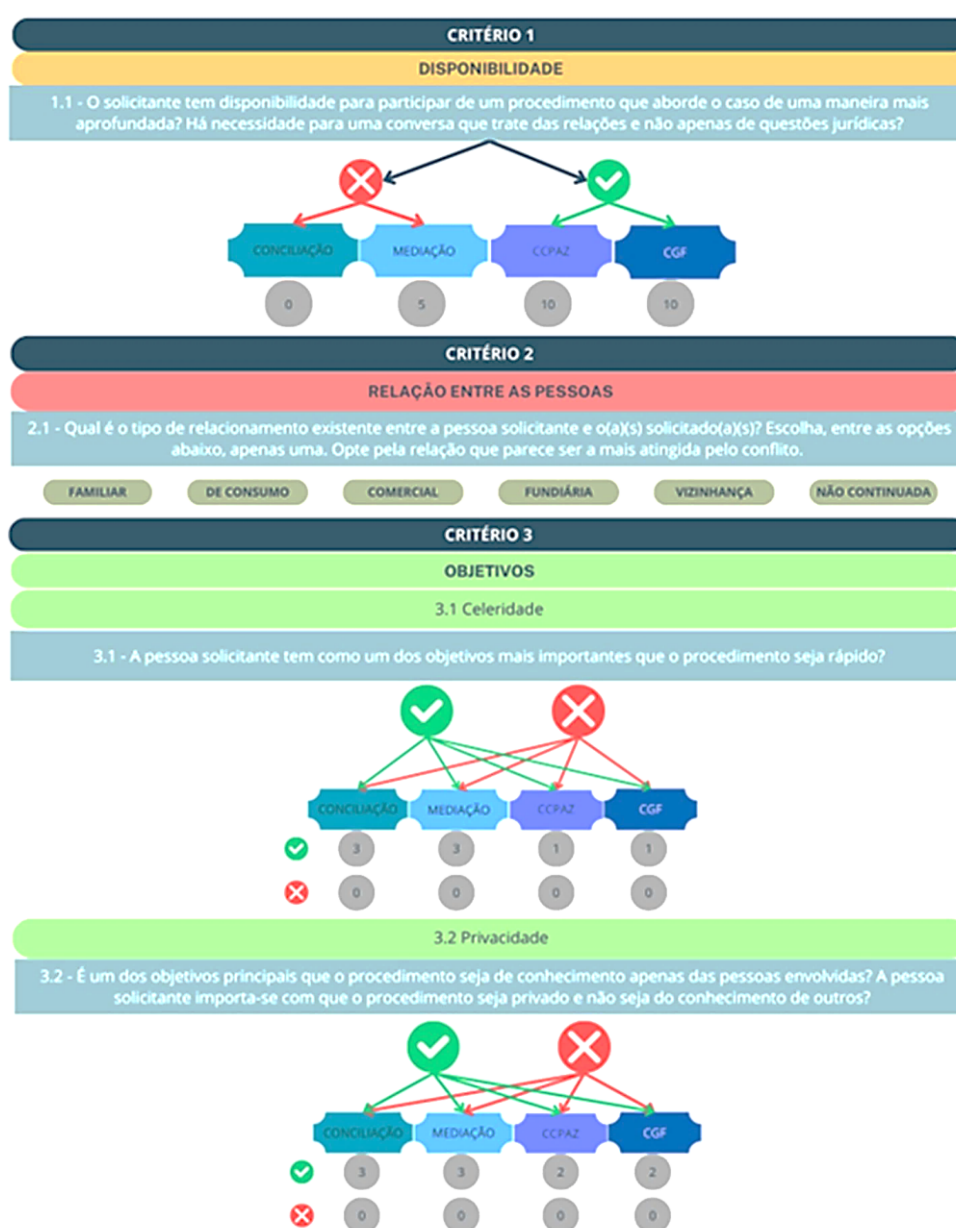 CRITÉRIO 1
DISPONIBILIDADE
1.1 - O solicitante tem disponibilidade para participar de um procedimento que aborde o caso de uma maneira mais
aprofundada? Há necessidade para uma conversa que trate das relações e não apenas de questões jurídicas?
CONCILIAÇÃO MEDIAÇÃO CCPAZ CGF
0 5 10 10
CRITÉRIO 2
RELAÇÃO ENTRE AS PESSOAS
2.1 - Qual é o tipo de relacionamento existente entre a pessoa solicitante e o(a)(s) solicitado(a)(s)? Escolha, entre as opções
abaixo, apenas uma. Opte pela relação que parece ser a mais atingida pelo conflito.
FAMILIAR DE CONSUMO COMERCIAL FUNDIÁRIA VIZINHANÇA NÃO CONTINUADA
CRITÉRIO 3
OBJETIVOS
3.1 Celeridade
3.1 - A pessoa solicitante tem como um dos objetivos mais importantes que o procedimento seja rápido?
CONCILIAÇÃO MEDIAÇÃO CCPAZ CGF
3 3 1 1
0 0 0 0
3.2 Privacidade
3.2 - É um dos objetivos principais que o procedimento seja de conhecimento apenas das pessoas envolvidas? A pessoa
solicitante importa-se com que o procedimento seja privado e não seja do conhecimento de outros?
CONCILIAÇÃO MEDIAÇÃO CCPAZ CGF
3 3 2 2
0 0 0 0